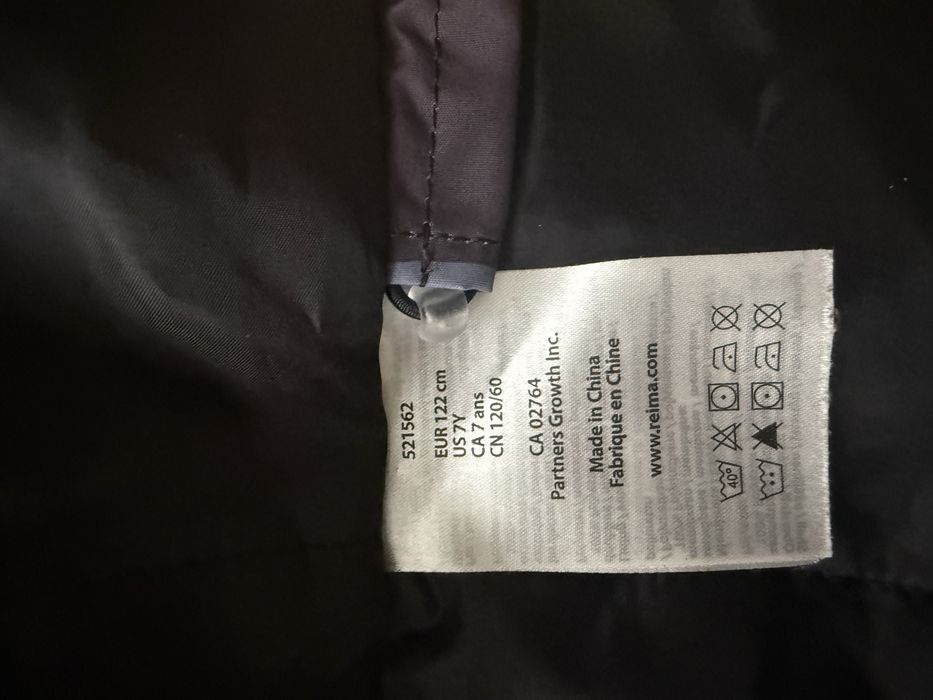 521562
EUR 122 cm
US 7Y
CA 7 ans
CN 120/60
CA 02764
Partners Growth Inc.
Made in China
Fabriqué en Chine
www.reima.com
40°